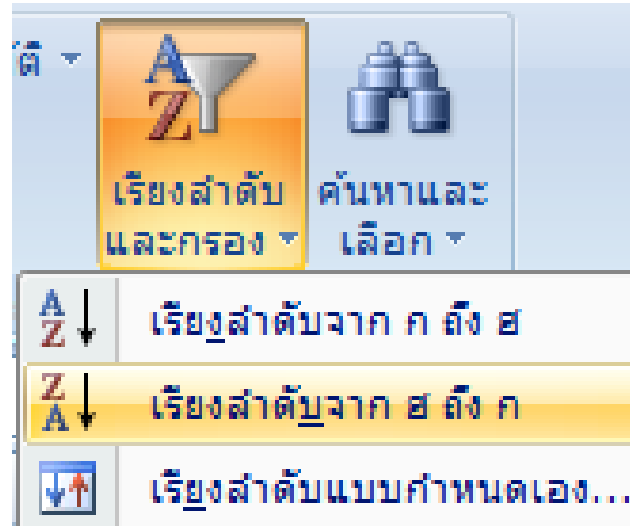 เรียงลำดับ
และกรอง
ค้นหาและ
เลือก
เรียงลำดับจาก ก ถึง ฮ
เรียงลำดับจาก ฮ ถึง ก
เรียงลำดับแบบกำหนดเอง...